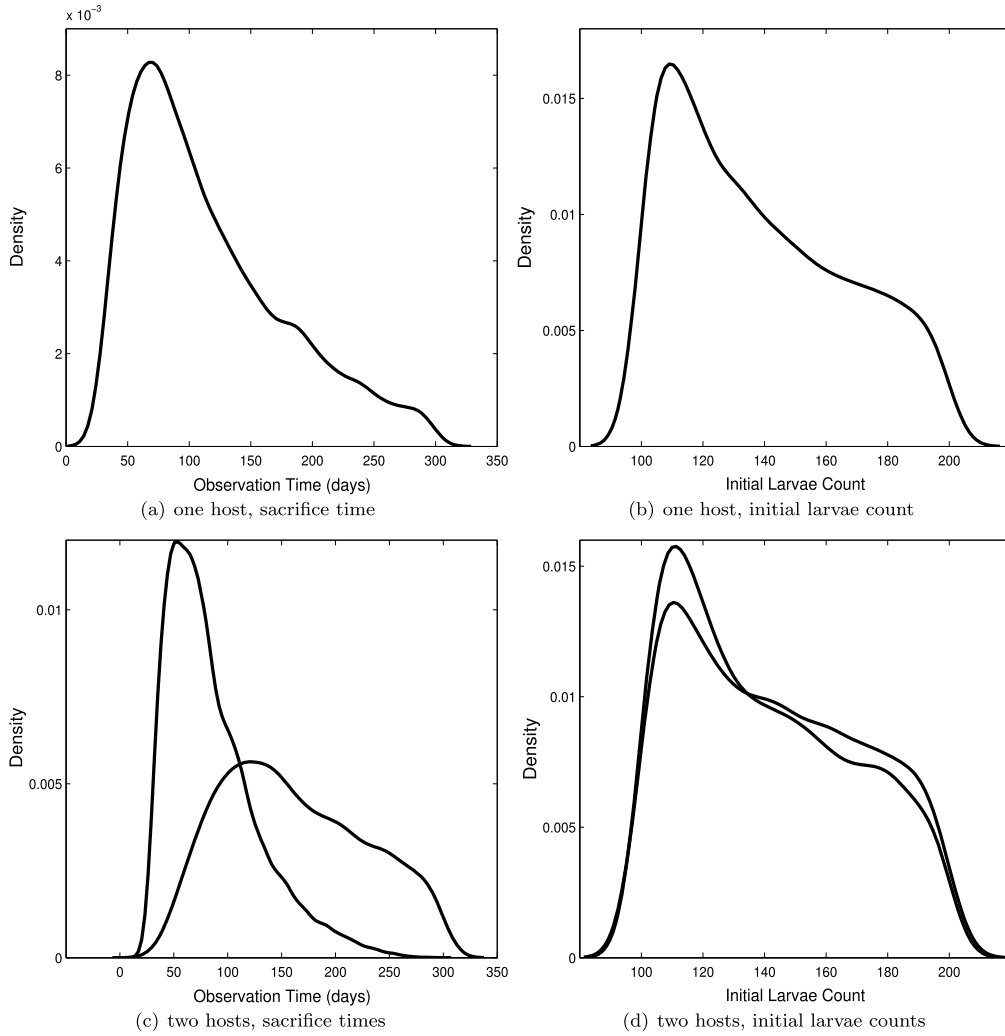 x 10⁻³
8
6
4
2
0
Density
0 50 100 150 200 250 300 350
Observation Time (days)
(a) one host, sacrifice time
0.015
0.01
0.005
0
Density
100 120 140 160 180 200
Initial Larvae Count
(b) one host, initial larvae count
0.01
0.005
0
Density
0 50 100 150 200 250 300 350
Observation Time (days)
(c) two hosts, sacrifice times
0.015
0.01
0.005
0
Density
100 120 140 160 180 200
Initial Larvae Count
(d) two hosts, initial larvae counts